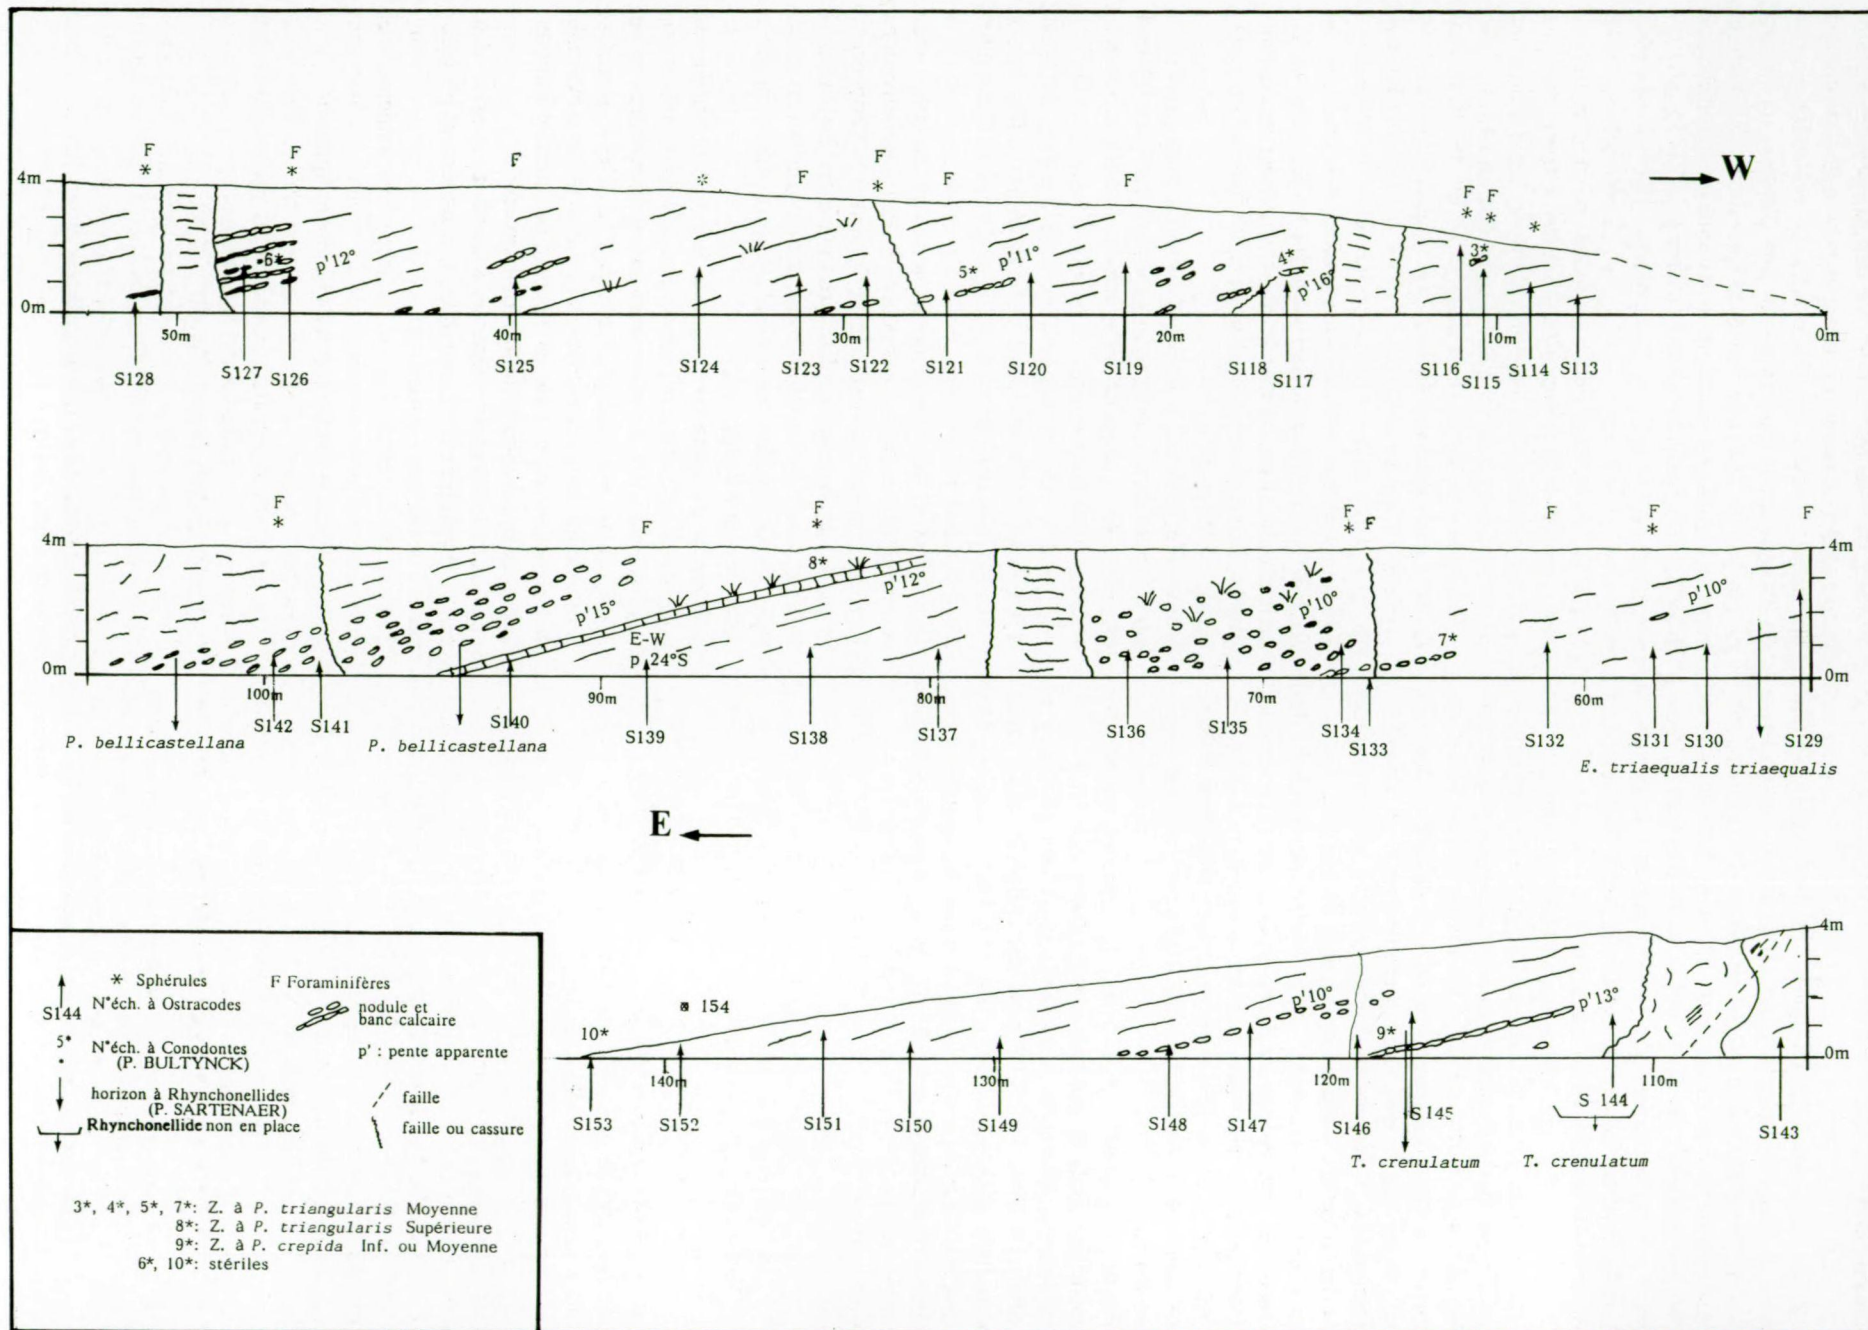 F F F F F F F F F
* * * * * * *
W
4m
6* p'12° 5* p'11° 4* p'16° 3*
0m 50m 40m 30m 20m 10m 0m
S128 S127 S126 S125 S124 S123 S122 S121 S120 S119 S118 S117 S116 S115 S114 S113
F F F F F F F F
* * * *
4m 4m
8* p'12° p'15° p'10° p'10°
E-W
p 24°S 7*
0m 100m 90m 80m 70m 60m 0m
S142 S141 S140 S139 S138 S137 S136 S135 S134 S133 S132 S131 S130 S129
P. bellicastellana P. bellicastellana E. triaequalis triaequalis
E
4m
154 p'10° p'13°
10* 9*
140m 130m 120m 110m 0m
S153 S152 S151 S150 S149 S148 S147 S146 S145 S 144 S143
T. crenulatum T. crenulatum
* Sphérules F Foraminifères
S144 N°éch. à Ostracodes
nodule et
banc calcaire
5* N°éch. à Conodontes
(P. BULTYNCK)
p' : pente apparente
horizon à Rhynchonellides
(P. SARTENAER)
faille
Rhynchonellide non en place
faille ou cassure
3*, 4*, 5*, 7*: Z. à P. triangularis Moyenne
8*: Z. à P. triangularis Supérieure
9*: Z. à P. crepida Inf. ou Moyenne
6*, 10*: stériles